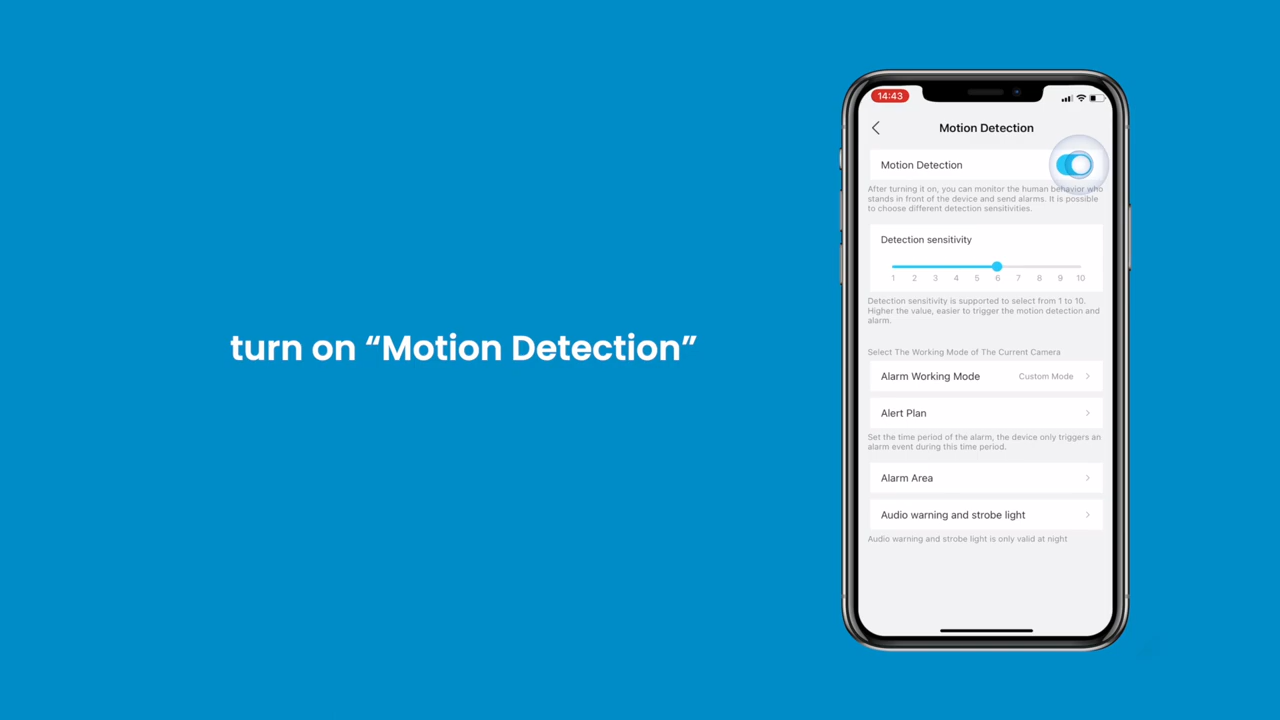 turn on “Motion Detection”
14:43
Motion Detection
Motion Detection
After turning it on, you can monitor the human behavior who
stands in front of the device and send alarms. It is possible
to choose different detection sensitivities.
Detection sensitivity
1 2 3 4 5 6 7 8 9 10
Detection sensitivity is supported to select from 1 to 10.
Higher the value, easier to trigger the motion detection and
alarm.
Select The Working Mode of The Current Camera
Alarm Working Mode Custom Mode
Alert Plan
Set the time period of the alarm, the device only triggers an
alarm event during this time period.
Alarm Area
Audio warning and strobe light
Audio warning and strobe light is only valid at night